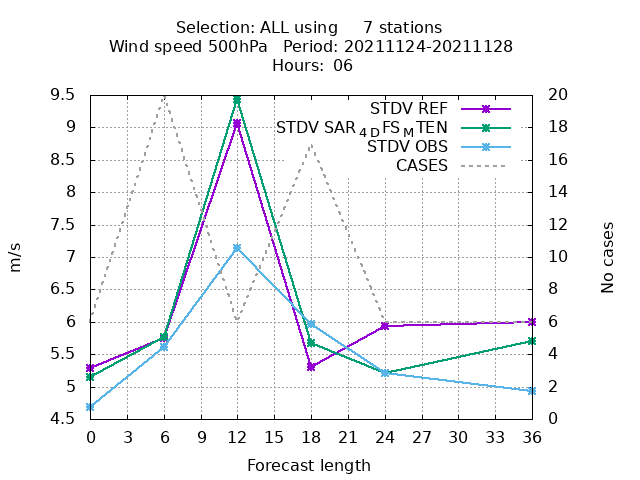 Selection: ALL using     7 stations
Wind speed 500hPa   Period: 20211124-20211128
Hours:  06
STDV REF
STDV SAR4DFSMTEN
STDV OBS
CASES
9.5
9
8.5
8
7.5
7
6.5
6
5.5
5
4.5
m/s
20
18
16
14
12
10
8
6
4
2
0
No cases
0 3 6 9 12 15 18 21 24 27 30 33 36
Forecast length